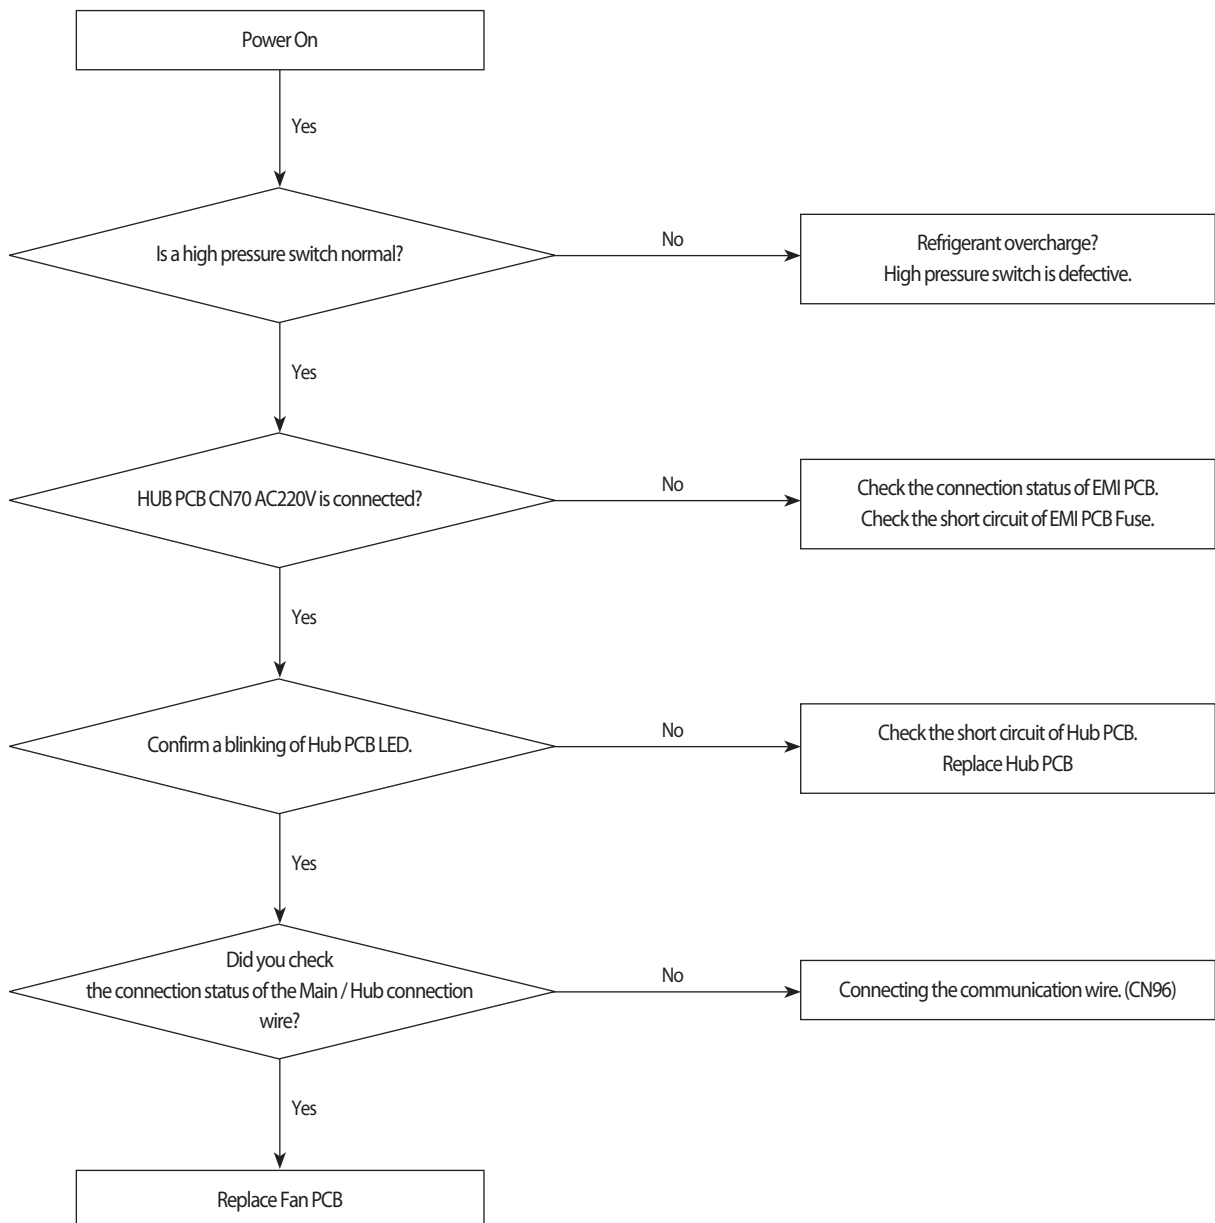 Power On
Yes
Is a high pressure switch normal?
No
Refrigerant overcharge?
High pressure switch is defective.
Yes
HUB PCB CN70 AC220V is connected?
No
Check the connection status of EMI PCB.
Check the short circuit of EMI PCB Fuse.
Yes
Confirm a blinking of Hub PCB LED.
No
Check the short circuit of Hub PCB.
Replace Hub PCB
Yes
Did you check
the connection status of the Main / Hub connection
wire?
No
Connecting the communication wire. (CN96)
Yes
Replace Fan PCB